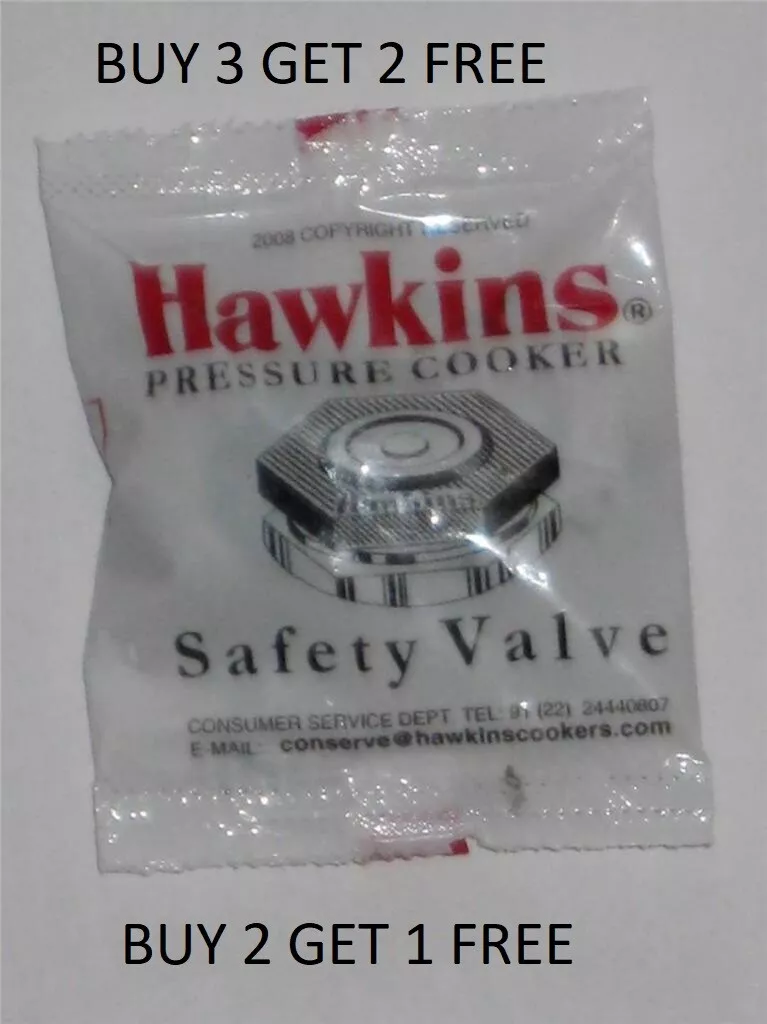 BUY 3 GET 2 FREE
2008 COPYRIGHT RESERVED
Hawkins®
PRESSURE COOKER
Hawkins
Safety Valve
CONSUMER SERVICE DEPT TEL: 91 (22) 24440807
E-MAIL: conserve@hawkinscookers.com
BUY 2 GET 1 FREE